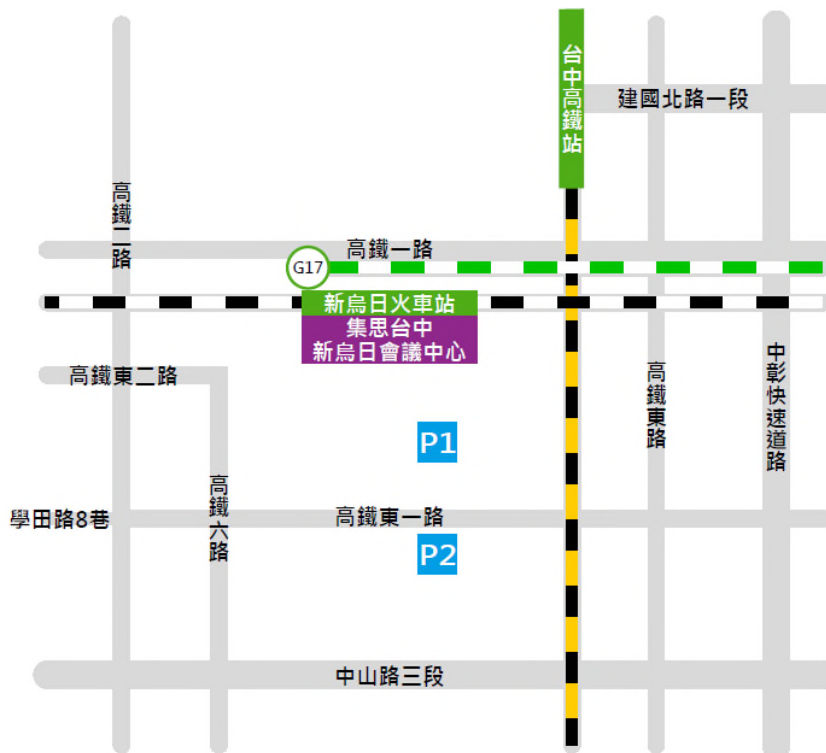 台中高鐵站
建國北路一段
高鐵二路
高鐵一路
G17
新烏日火車站
集思台中
新烏日會議中心
高鐵東二路
高鐵東路
中彰快速道路
P1
高鐵六路
學田路8巷
高鐵東一路
P2
中山路三段